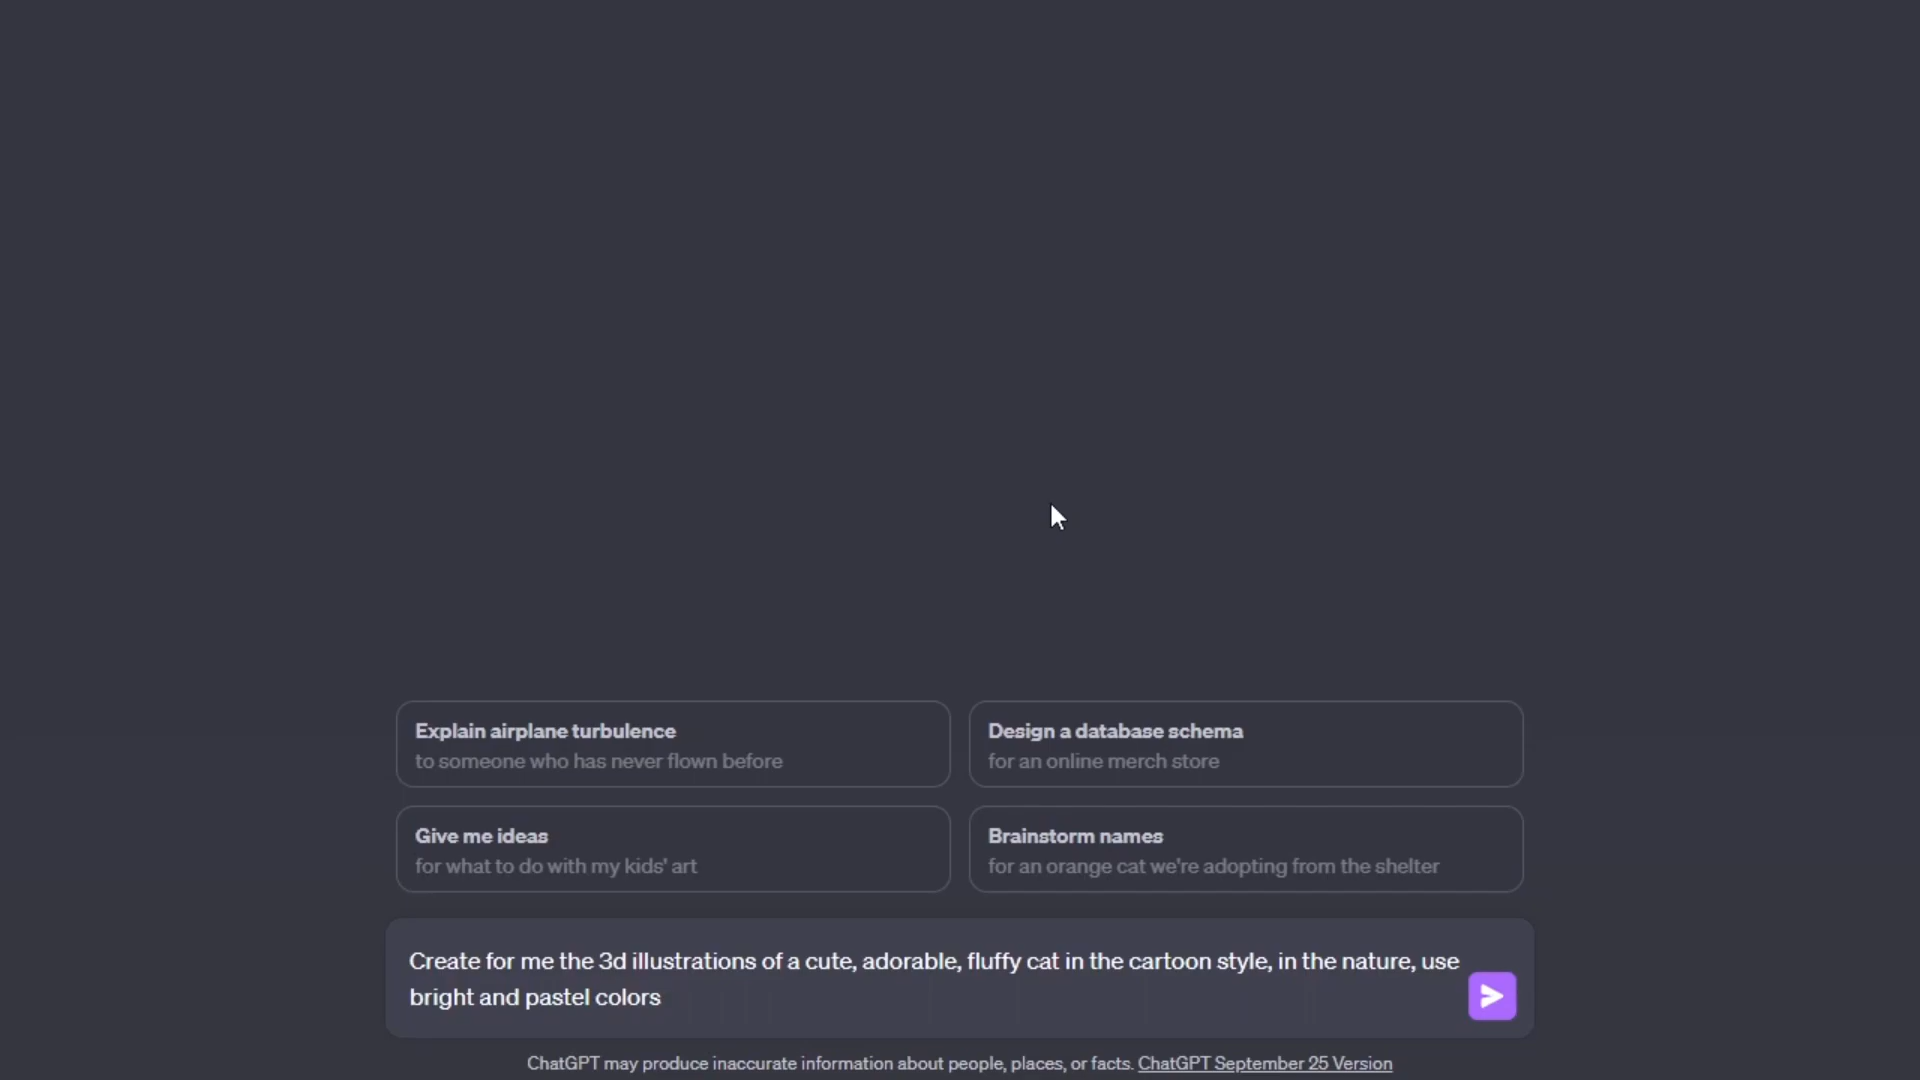 Explain airplane turbulence
to someone who has never flown before
Design a database schema
for an online merch store
Give me ideas
for what to do with my kids' art
Brainstorm names
for an orange cat we're adopting from the shelter
Create for me the 3d illustrations of a cute, adorable, fluffy cat in the cartoon style, in the nature, use
bright and pastel colors
ChatGPT may produce inaccurate information about people, places, or facts. ChatGPT September 25 Version